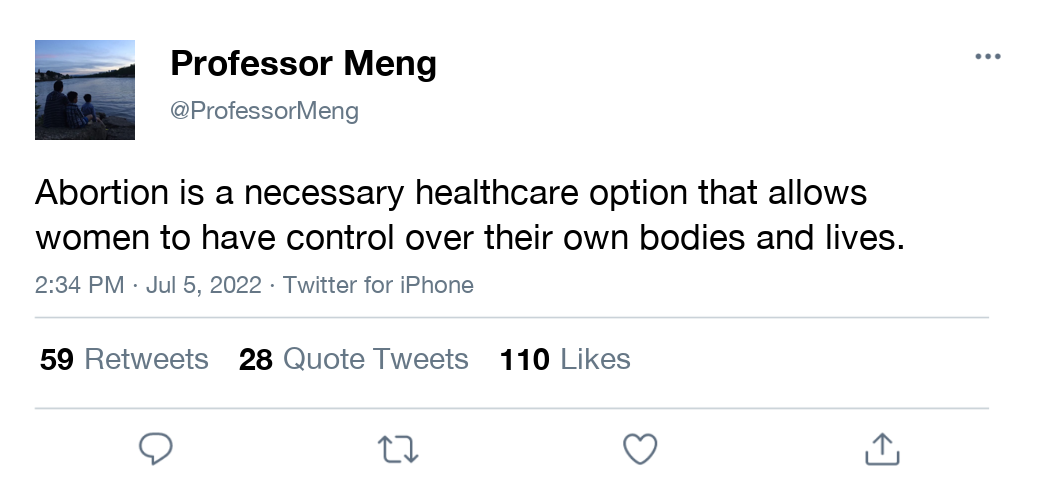 Professor Meng
@ProfessorMeng
Abortion is a necessary healthcare option that allows
women to have control over their own bodies and lives.
2:34 PM · Jul 5, 2022 · Twitter for iPhone
59 Retweets 28 Quote Tweets 110 Likes